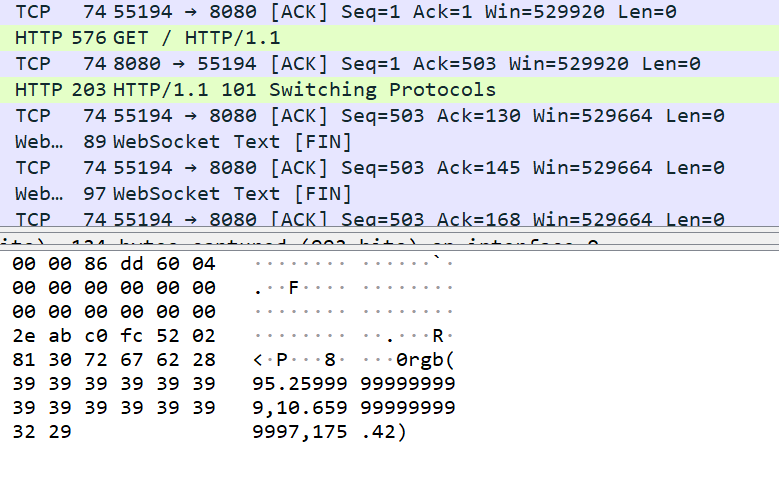 TCP 74 55194 → 8080 [ACK] Seq=1 Ack=1 Win=529920 Len=0
HTTP 576 GET / HTTP/1.1
TCP 74 8080 → 55194 [ACK] Seq=1 Ack=503 Win=529920 Len=0
HTTP 203 HTTP/1.1 101 Switching Protocols
TCP 74 55194 → 8080 [ACK] Seq=503 Ack=130 Win=529664 Len=0
Web… 89 WebSocket Text [FIN]
TCP 74 55194 → 8080 [ACK] Seq=503 Ack=145 Win=529664 Len=0
Web… 97 WebSocket Text [FIN]
TCP 74 55194 → 8080 [ACK] Seq=503 Ack=168 Win=529664 Len=0
00 00 86 dd 60 04 ········ ······`·
00 00 00 00 00 00 .··F···· ········
00 00 00 00 00 00 ········ ········
2e ab c0 fc 52 02 ········ ··.···R·
81 30 72 67 62 28 <·P···8· ···0rgb(
39 39 39 39 39 39 95.25999 99999999
39 39 39 39 39 39 9,10.659 99999999
32 29 9997,175 .42)